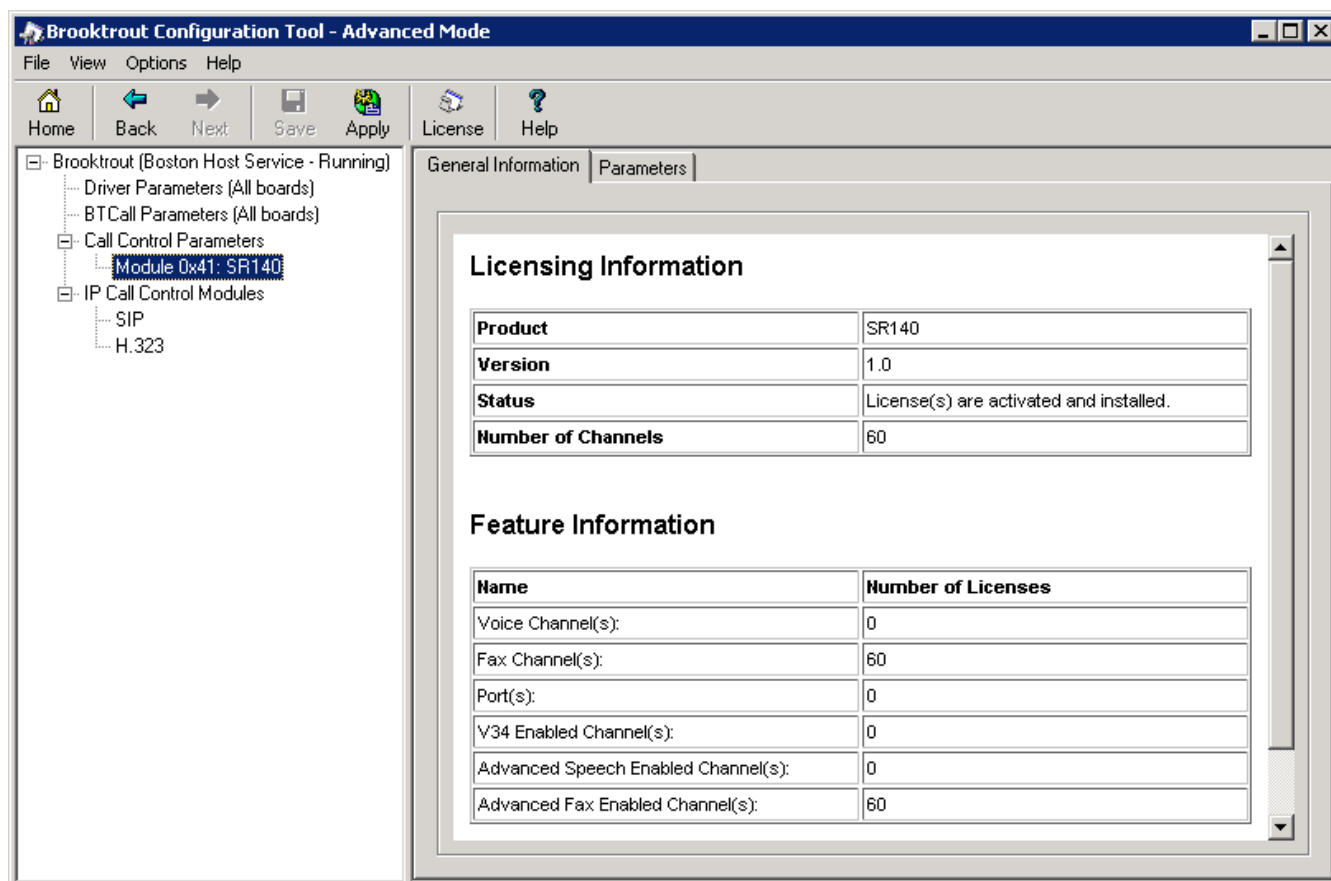 Brooktrout Configuration Tool - Advanced Mode
File View Options Help
Home Back Next Save Apply License Help
Brooktrout (Boston Host Service - Running)
Driver Parameters (All boards)
BTCall Parameters (All boards)
Call Control Parameters
Module 0x41: SR140
IP Call Control Modules
SIP
H.323
General Information Parameters
Licensing Information
Product SR140
Version 1.0
Status License(s) are activated and installed.
Number of Channels 60
Feature Information
Name Number of Licenses
Voice Channel(s): 0
Fax Channel(s): 60
Port(s): 0
V34 Enabled Channel(s): 0
Advanced Speech Enabled Channel(s): 0
Advanced Fax Enabled Channel(s): 60